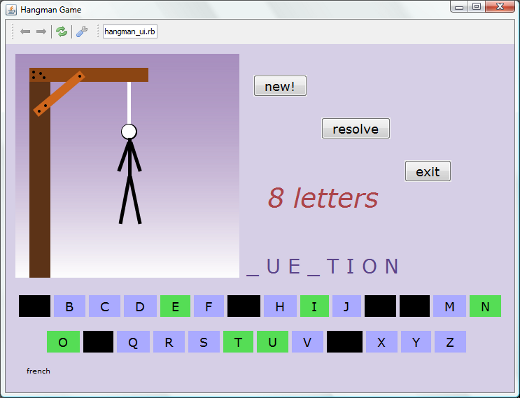 Hangman Game
hangman_ui.rb
new!
resolve
exit
8 letters
_ U E _ T I O N
B C D E F H I J M N
O Q R S T U V X Y Z
french